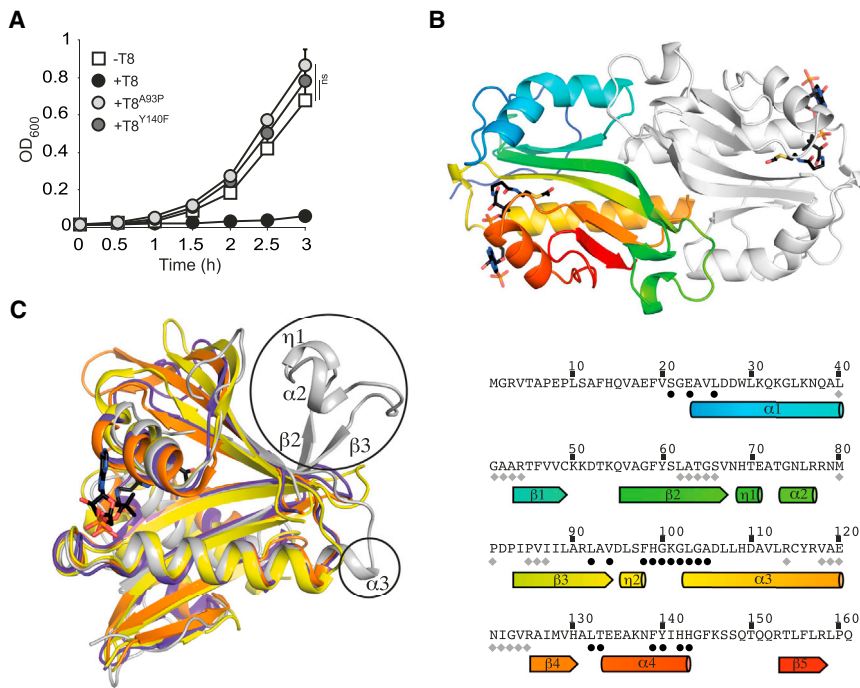 A
B
1
0.8
0.6
0.4
0.2
0
OD600
-T8
+T8
+T8A93P
+T8Y140F
ns
0 0.5 1 1.5 2 2.5 3
Time (h)
C
η1
α2
β2
β3
α3
10 20 30 40
MGRVTAPEPLSAFHQVAEFVSGEAVLDDWLKQKGLKNQAL
α1
50 60 70 80
GAARTFVVCKKDTKQVAGFYSLATGSVNHTEATGNLRRNM
β1 β2 η1 α2
90 100 110 120
PDPIPVIILARLAVDLSFHGKGLGADLLHDAVLRCYRVAE
β3 η2 α3
130 140 150 160
NIGVRAIMVHALTEEAKNFYIHHGFKSSQTQQRTLFLRLPQ
β4 α4 β5